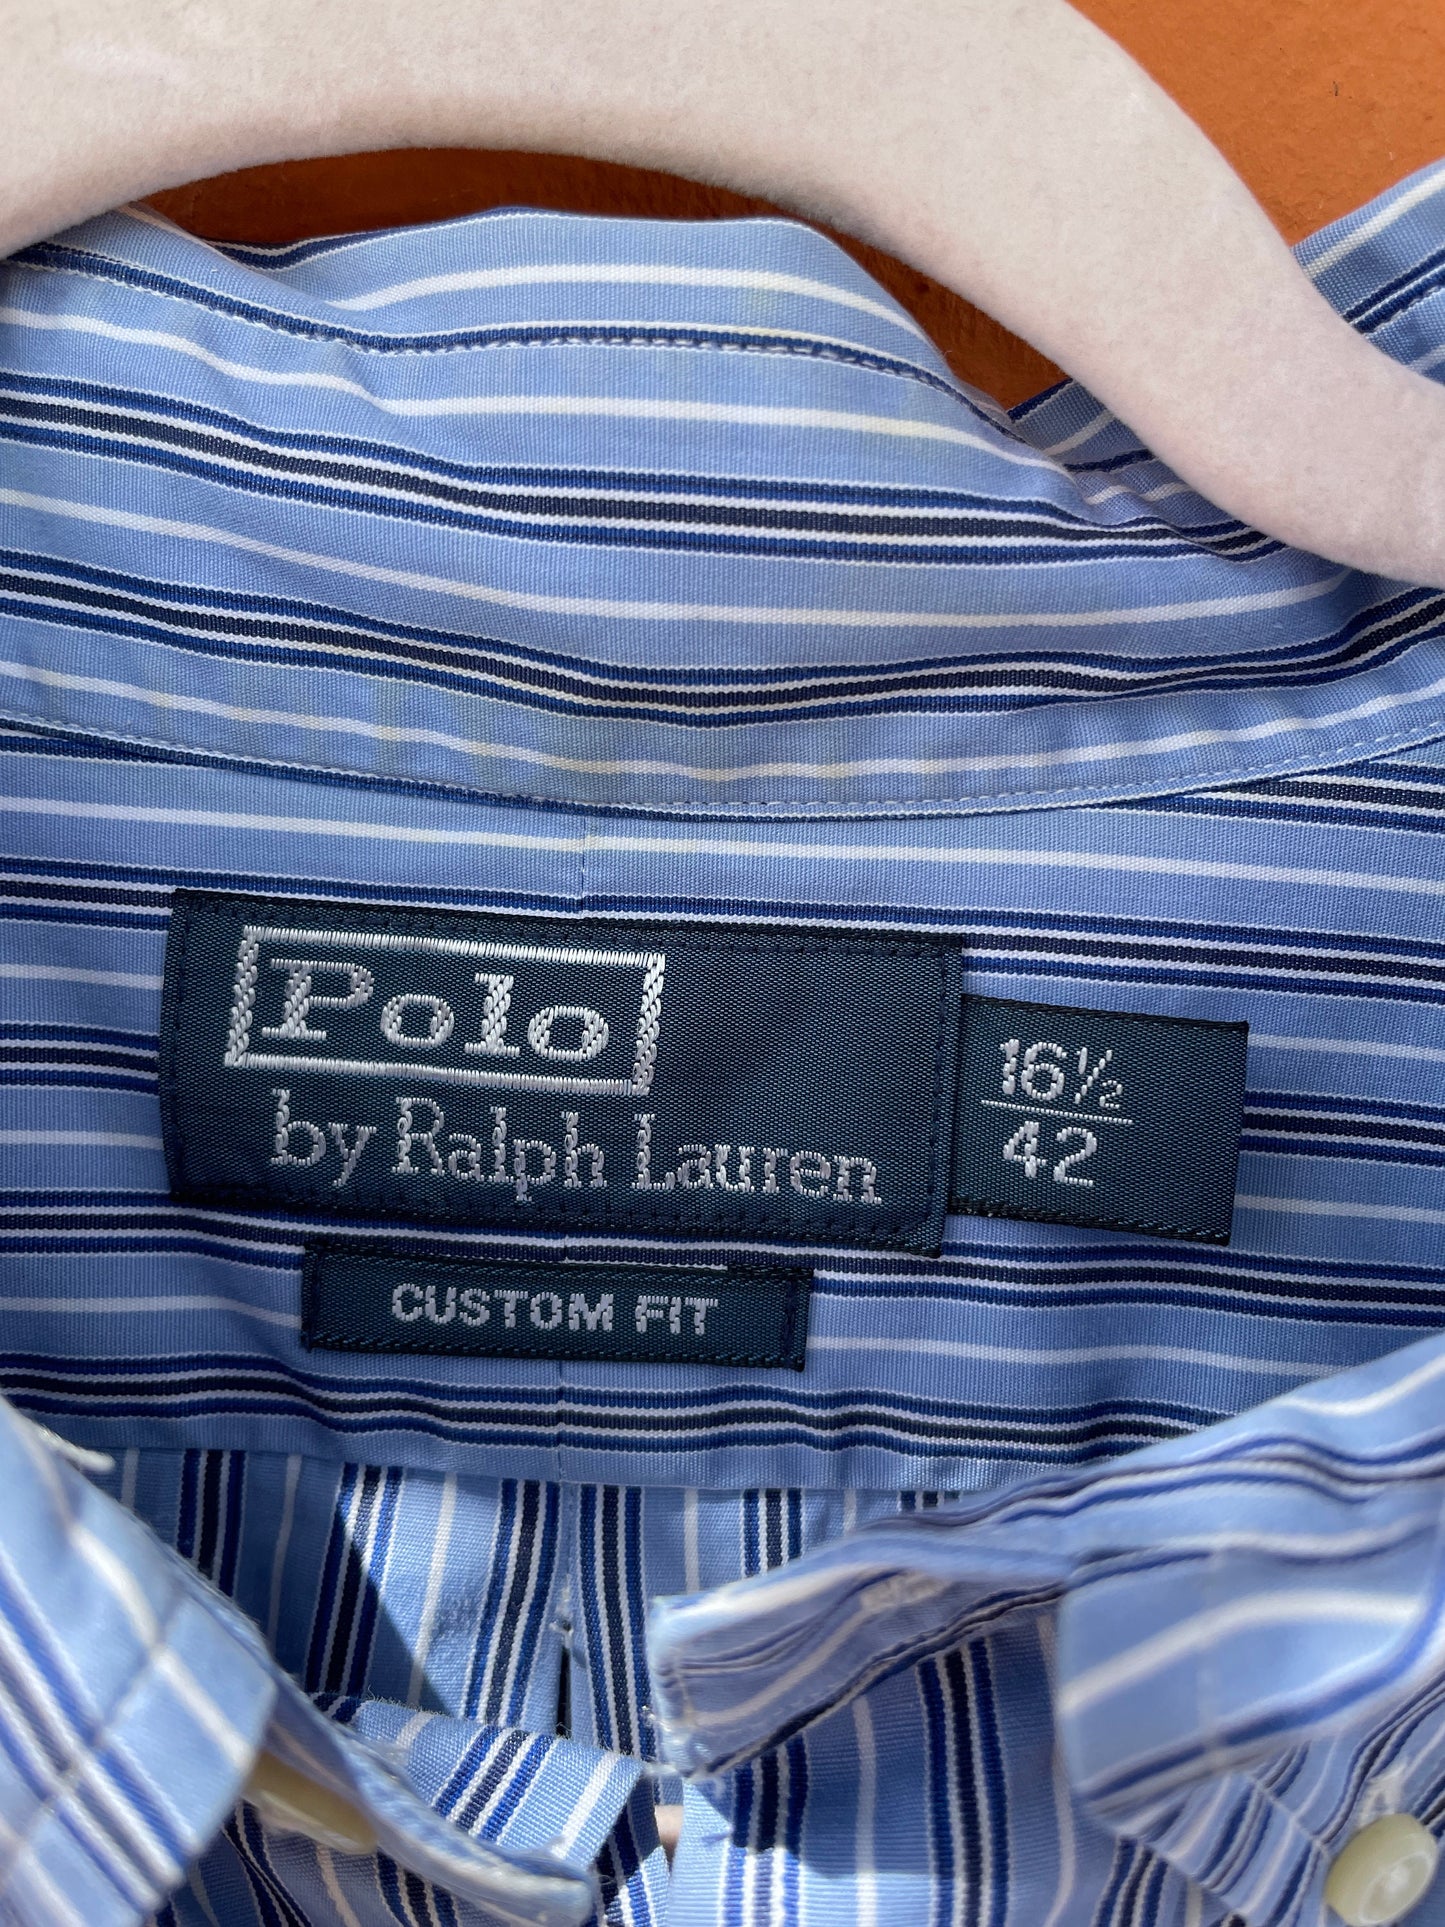 Polo
by Ralph Lauren
16½
42
CUSTOM FIT